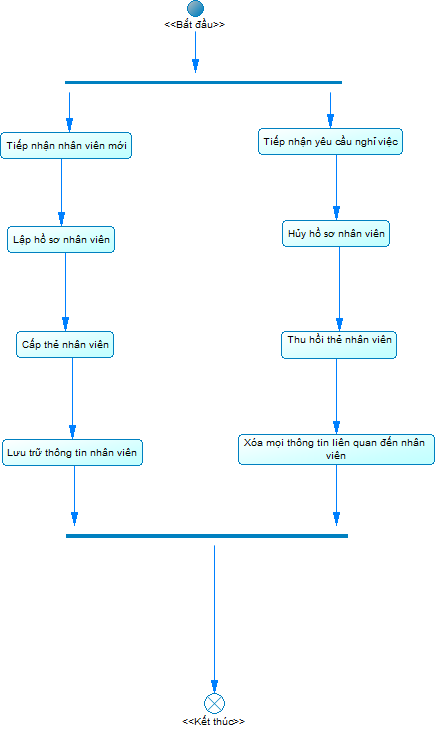 <<Bắt đầu>>
Tiếp nhận nhân viên mới
Tiếp nhận yêu cầu nghỉ việc
Lập hồ sơ nhân viên
Hủy hồ sơ nhân viên
Cấp thẻ nhân viên
Thu hồi thẻ nhân viên
Lưu trữ thông tin nhân viên
Xóa mọi thông tin liên quan đến nhân
viên
<<Kết thúc>>